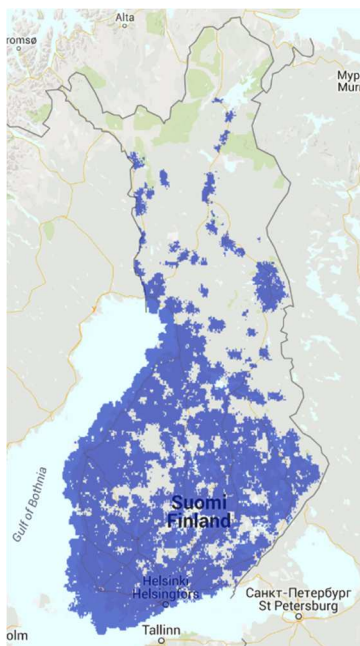 Alta
romsø
Мур
Murr
Gulf of Bothnia
Suomi
Finland
Helsinki
Helsingfors
Санкт-Петербург
St Petersburg
olm
Tallinn